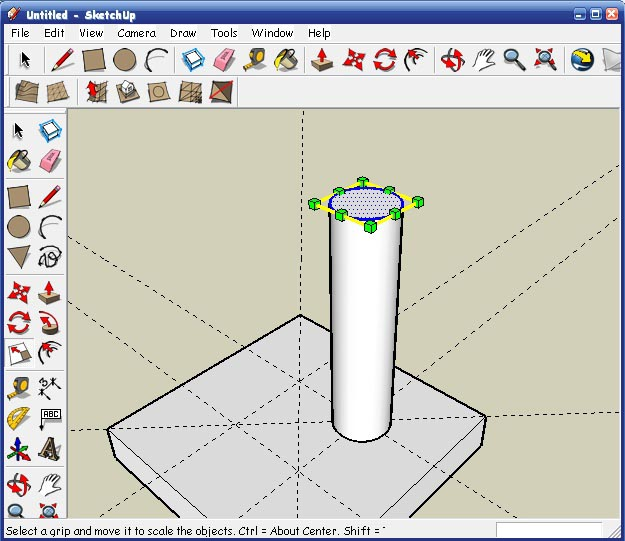 Untitled - SketchUp
File Edit View Camera Draw Tools Window Help
ABC
A
Select a grip and move it to scale the objects. Ctrl = About Center. Shift =